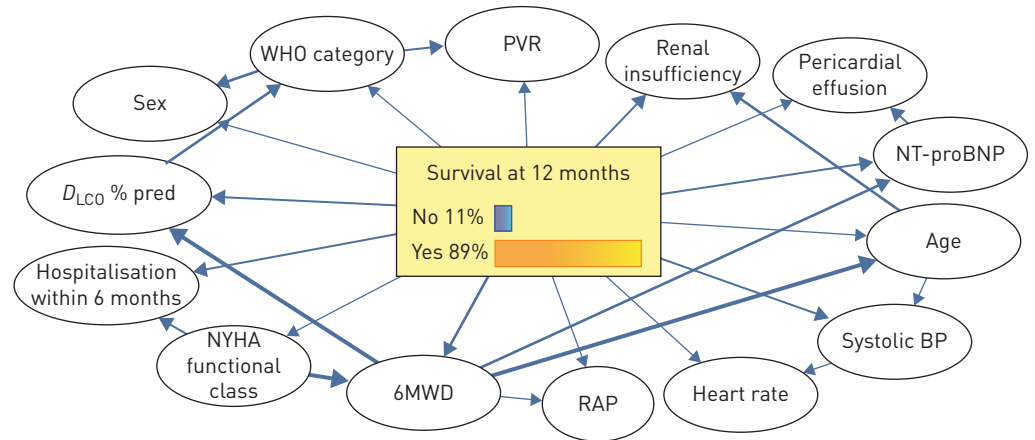 WHO category
PVR
Renal
insufficiency
Pericardial
effusion
Sex
NT-proBNP
Survival at 12 months
No 11%
Yes 89%
D_LCO % pred
Age
Hospitalisation
within 6 months
NYHA
functional
class
6MWD
RAP
Heart rate
Systolic BP